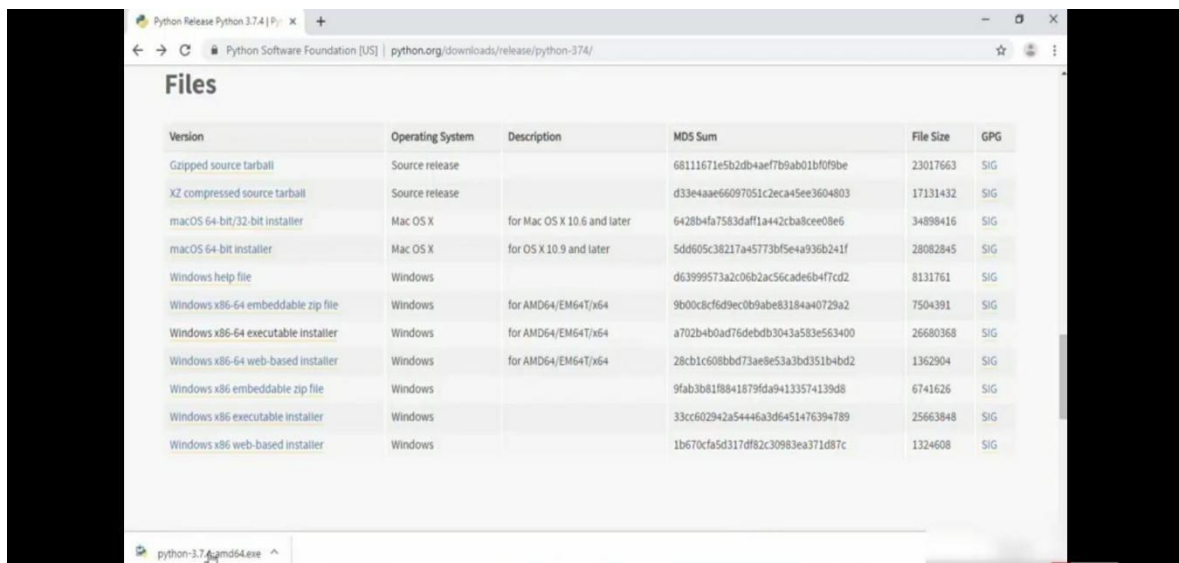 Python Release Python 3.7.4 | Py
Python Software Foundation [US] | python.org/downloads/release/python-374/
Files
Version Operating System Description MD5 Sum File Size GPG
Gzipped source tarball Source release 68111671e5b2db4aef7b9ab01bf0f9be 23017663 SIG
XZ compressed source tarball Source release d33e4aae66097051c2eca45ee3604803 17131432 SIG
macOS 64-bit/32-bit installer Mac OS X for Mac OS X 10.6 and later 6428b4fa7583daff1a442cba8cee08e6 34898416 SIG
macOS 64-bit installer Mac OS X for OS X 10.9 and later 5dd605c38217a45773bf5e4a936b241f 28082845 SIG
Windows help file Windows d63999573a2c06b2ac56cade6b4f7cd2 8131761 SIG
Windows x86-64 embeddable zip file Windows for AMD64/EM64T/x64 9b00c8cf6d9ec0b9abe83184a40729a2 7504391 SIG
Windows x86-64 executable installer Windows for AMD64/EM64T/x64 a702b4b0ad76debdb3043a583e563400 26680368 SIG
Windows x86-64 web-based installer Windows for AMD64/EM64T/x64 28cb1c608bbd73ae8e53a3bd351b4bd2 1362904 SIG
Windows x86 embeddable zip file Windows 9fab3b81f8841879fda94133574139d8 6741626 SIG
Windows x86 executable installer Windows 33cc602942a54446a3d6451476394789 25663848 SIG
Windows x86 web-based installer Windows 1b670cfa5d317df82c30983ea371d87c 1324608 SIG
python-3.7.4-amd64.exe